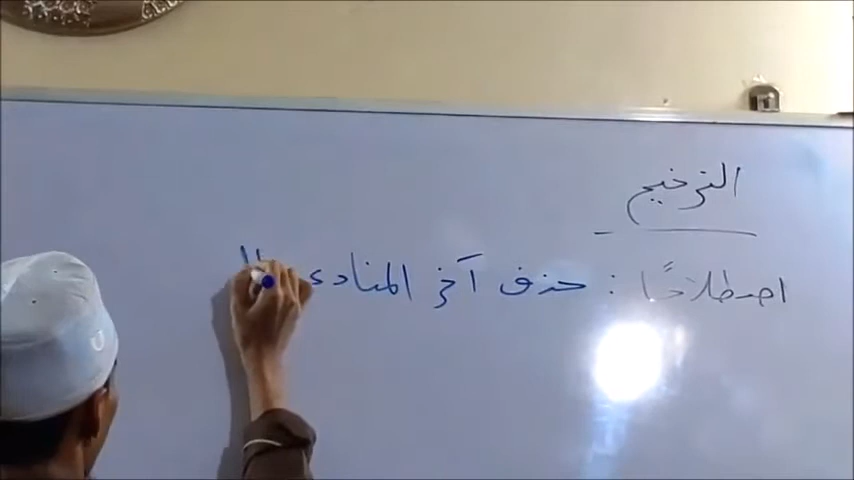 الترخيم
اصطلاحًا : حذف آخر المنادى